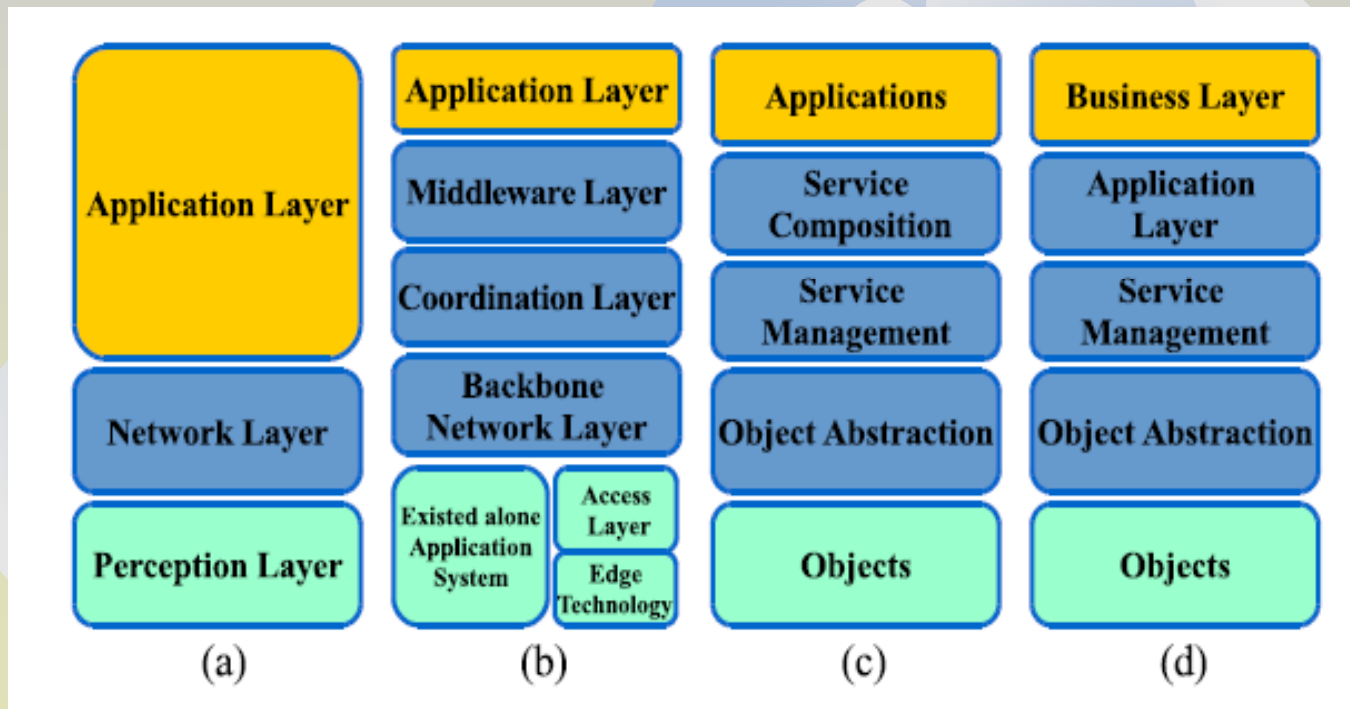 Application Layer
Network Layer
Perception Layer
(a)
Application Layer
Middleware Layer
Coordination Layer
Backbone
Network Layer
Existed alone
Application
System
Access
Layer
Edge
Technology
(b)
Applications
Service
Composition
Service
Management
Object Abstraction
Objects
(c)
Business Layer
Application
Layer
Service
Management
Object Abstraction
Objects
(d)